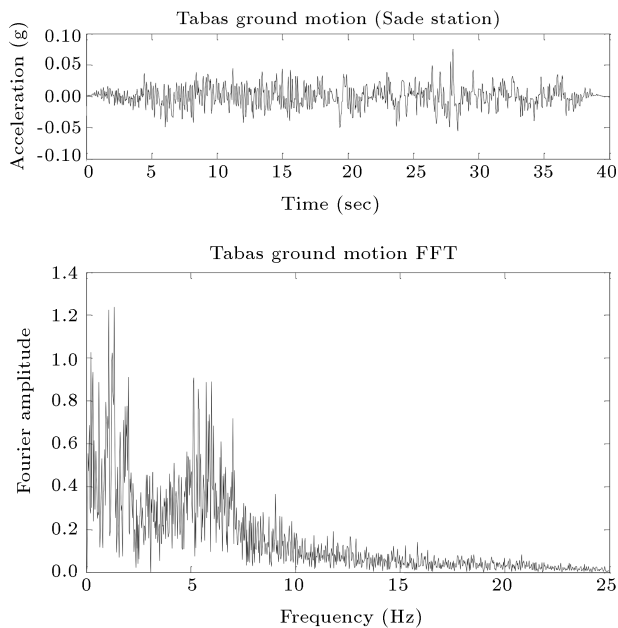 Tabas ground motion (Sade station)
Acceleration (g)
0.10
0.05
0.00
-0.05
-0.10
0 5 10 15 20 25 30 35 40
Time (sec)
Tabas ground motion FFT
Fourier amplitude
1.4
1.2
1.0
0.8
0.6
0.4
0.2
0.0
0 5 10 15 20 25
Frequency (Hz)